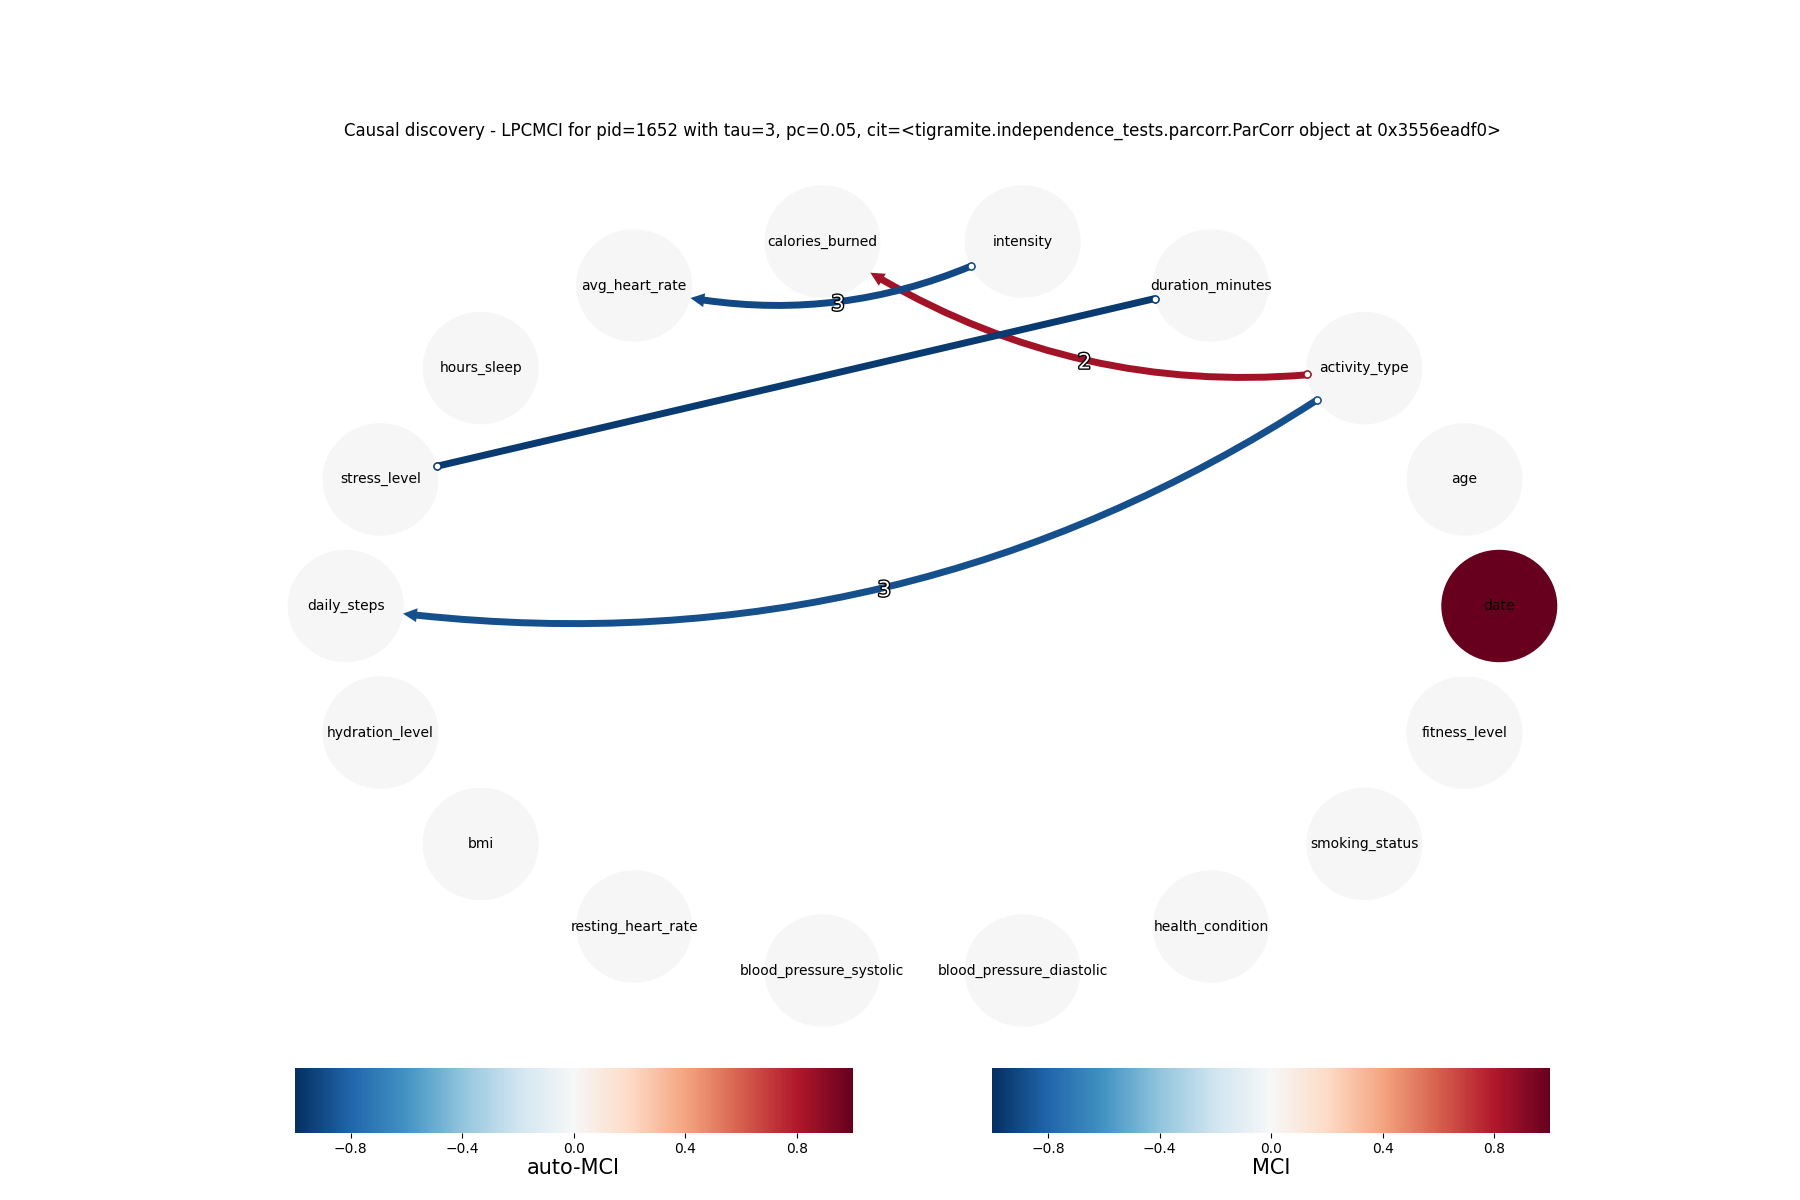 Causal discovery - LPCMCI for pid=1652 with tau=3, pc=0.05, cit=<tigramite.independence_tests.parcorr.ParCorr object at 0x3556eadf0>
calories_burned
intensity
avg_heart_rate
duration_minutes
3
2
hours_sleep
activity_type
stress_level
age
3
daily_steps
date
hydration_level
fitness_level
bmi
smoking_status
resting_heart_rate
health_condition
blood_pressure_systolic
blood_pressure_diastolic
−0.8 −0.4 0.0 0.4 0.8
auto-MCI
−0.8 −0.4 0.0 0.4 0.8
MCI